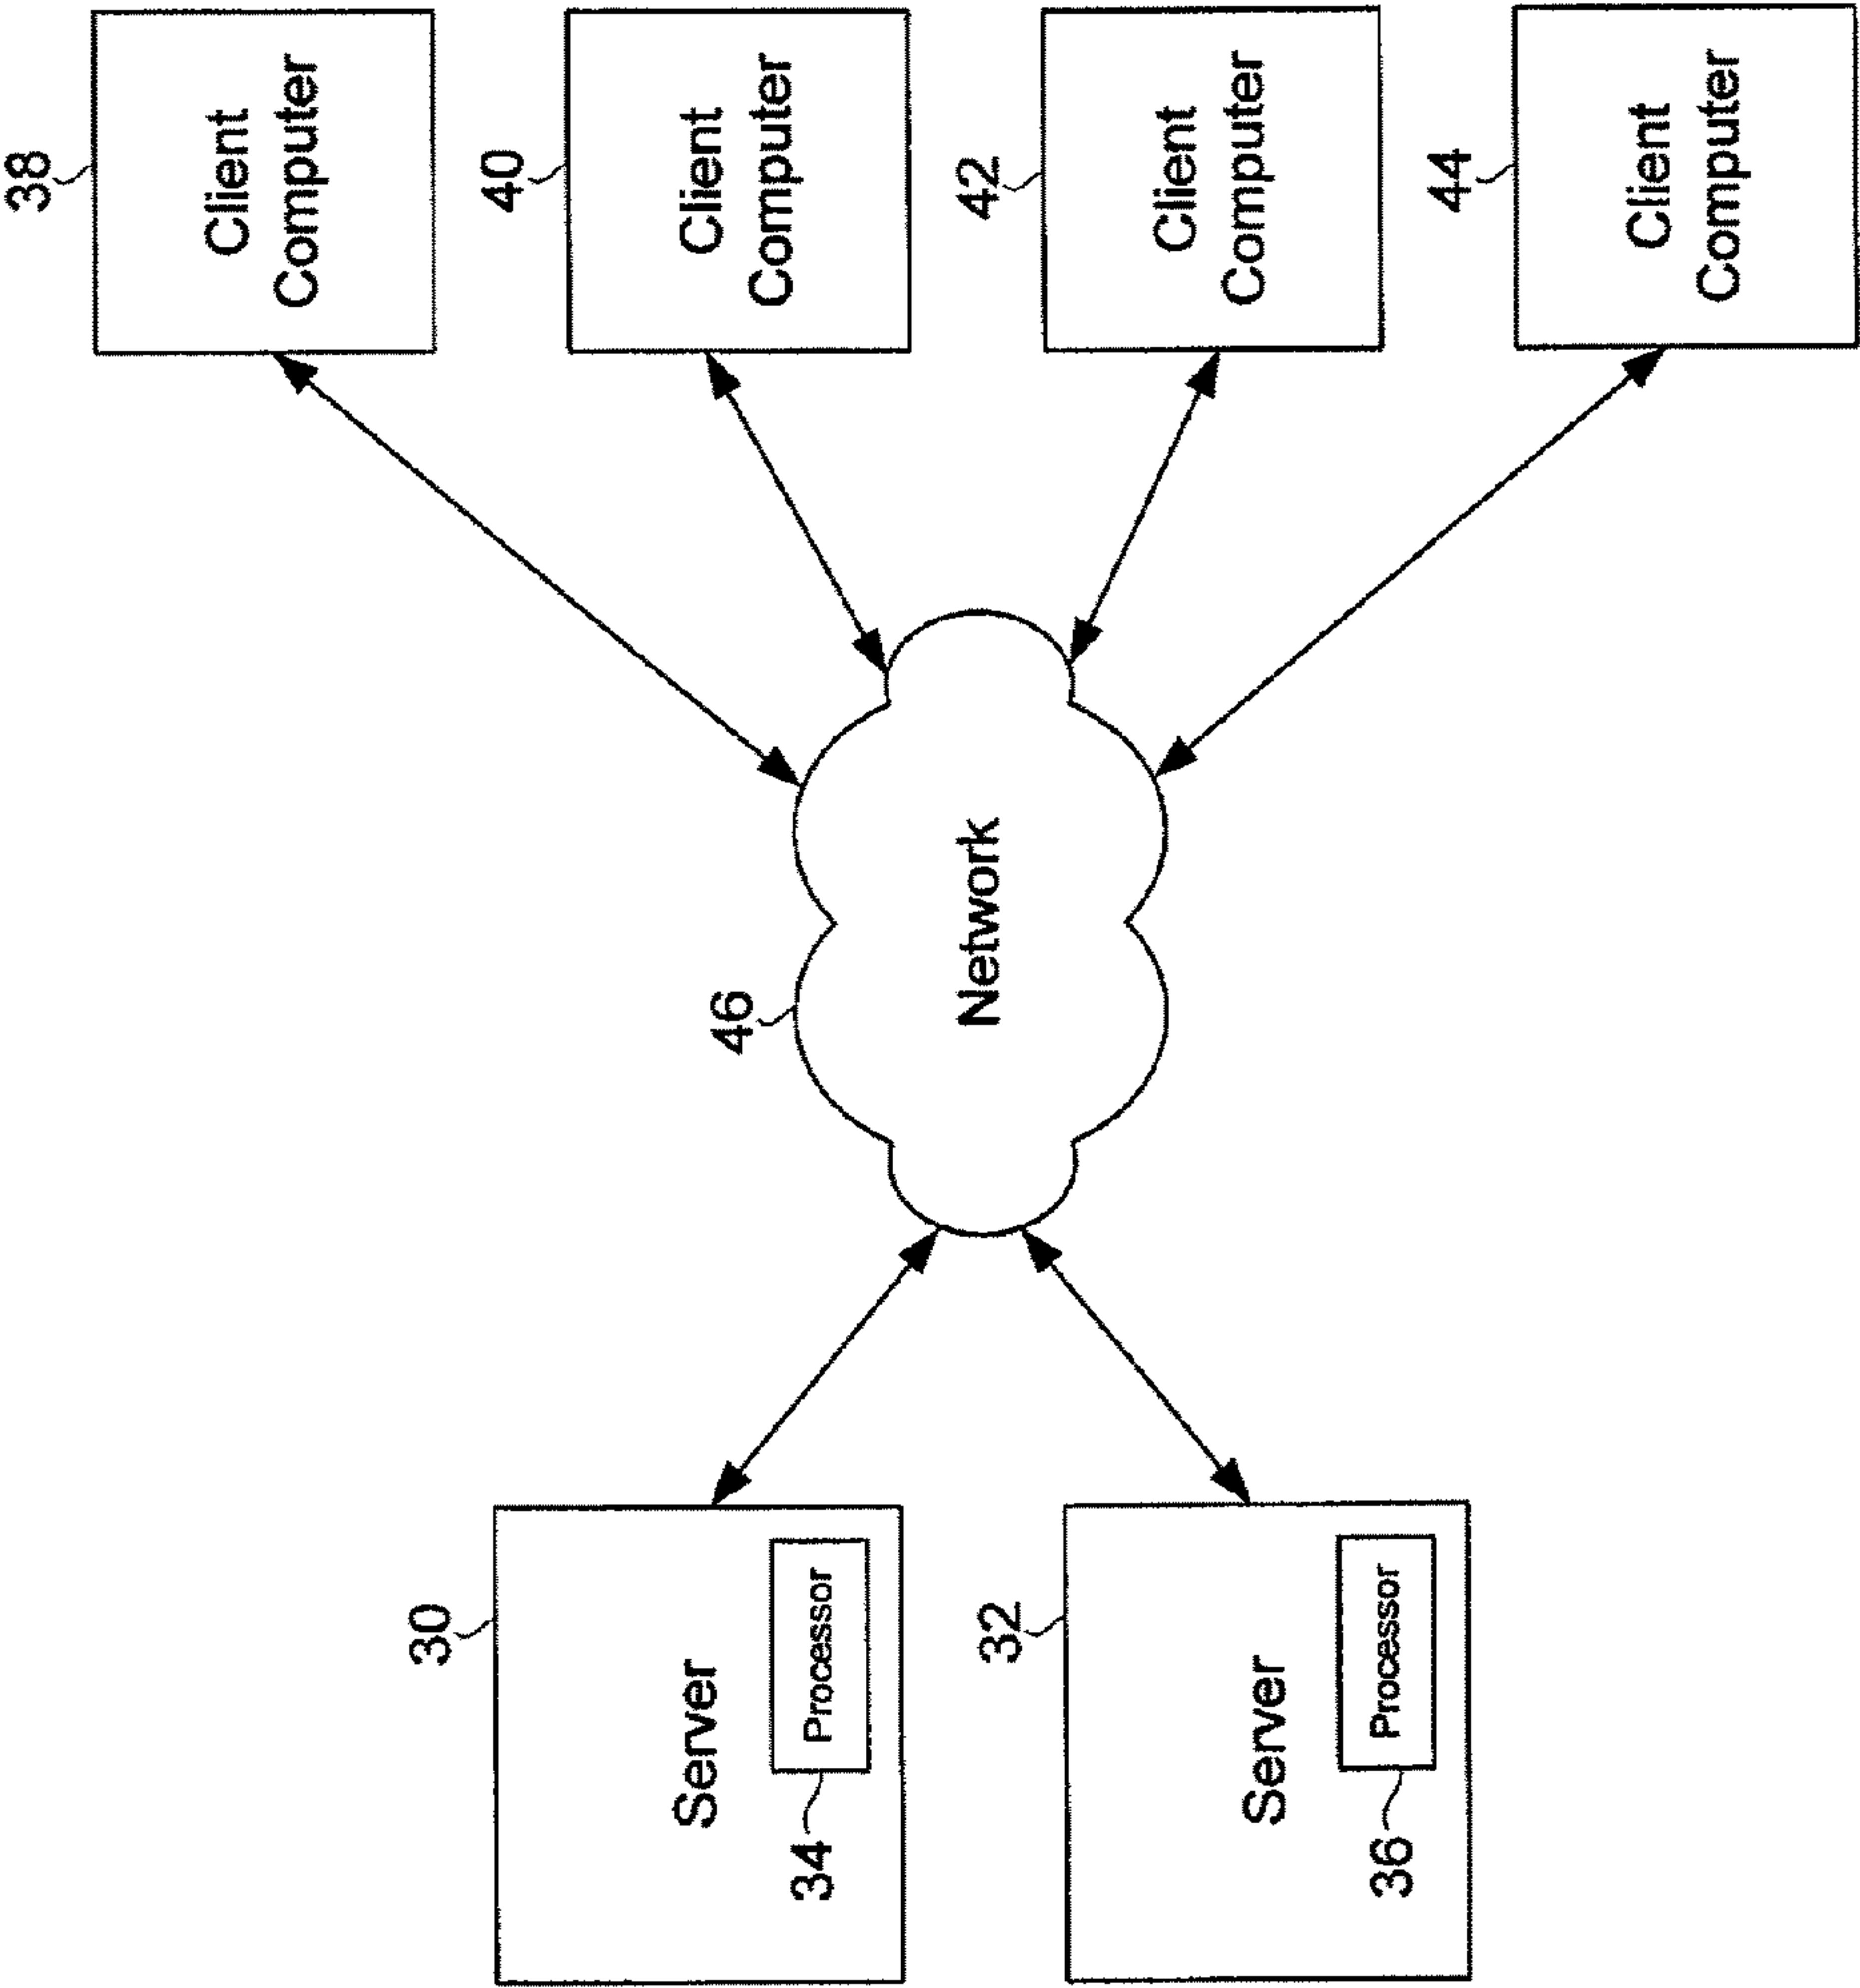 30
Server
34
Processor
32
Server
36
Processor
46
Network
38
Client
Computer
40
Client
Computer
42
Client
Computer
44
Client
Computer